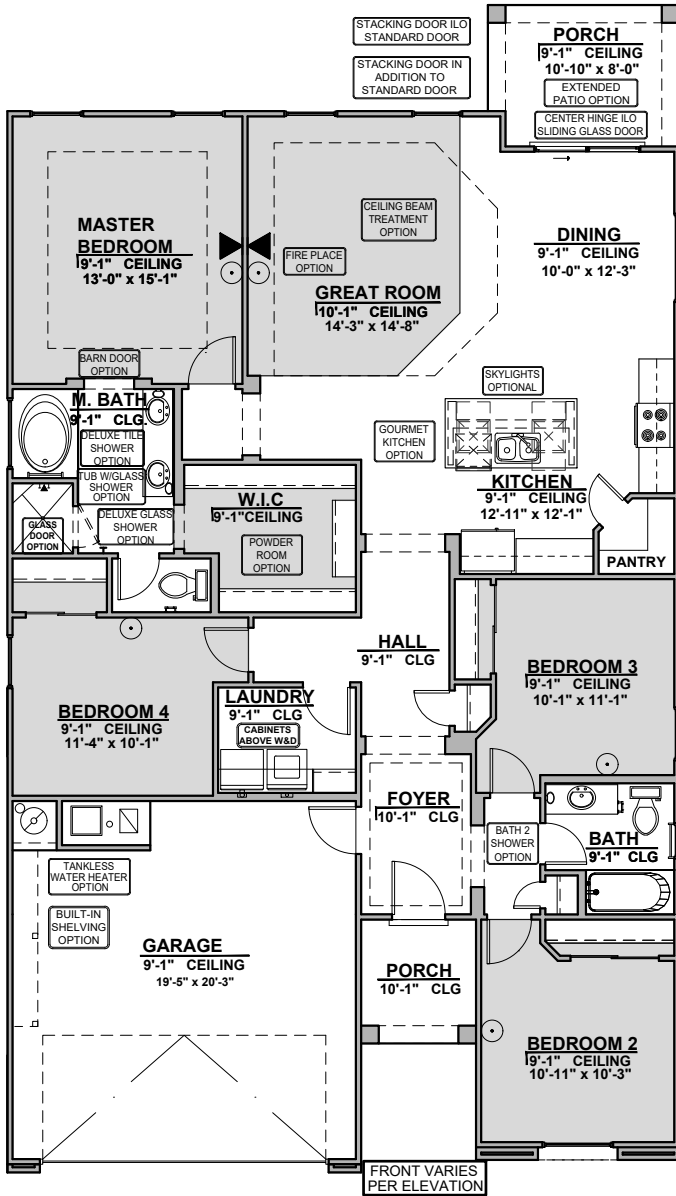 STACKING DOOR ILO
STANDARD DOOR
STACKING DOOR IN
ADDITION TO
STANDARD DOOR
PORCH
9'-1" CEILING
10'-10" x 8'-0"
EXTENDED
PATIO OPTION
CENTER HINGE ILO
SLIDING GLASS DOOR
MASTER
BEDROOM
9'-1" CEILING
13'-0" x 15'-1"
CEILING BEAM
TREATMENT
OPTION
FIRE PLACE
OPTION
GREAT ROOM
10'-1" CEILING
14'-3" x 14'-8"
DINING
9'-1" CEILING
10'-0" x 12'-3"
BARN DOOR
OPTION
M. BATH
9'-1" CLG.
DELUXE TILE
SHOWER
OPTION
TUB W/GLASS
SHOWER
OPTION
DELUXE GLASS
SHOWER
OPTION
GLASS
DOOR
OPTION
W.I.C
9'-1"CEILING
POWDER
ROOM
OPTION
SKYLIGHTS
OPTIONAL
GOURMET
KITCHEN
OPTION
KITCHEN
9'-1" CEILING
12'-11" x 12'-1"
PANTRY
HALL
9'-1" CLG
BEDROOM 3
9'-1" CEILING
10'-1" x 11'-1"
BEDROOM 4
9'-1" CEILING
11'-4" x 10'-1"
LAUNDRY
9'-1" CLG
CABINETS
ABOVE W&D
FOYER
10'-1" CLG
BATH 2
SHOWER
OPTION
BATH
9'-1" CLG
TANKLESS
WATER HEATER
OPTION
BUILT-IN
SHELVING
OPTION
GARAGE
9'-1" CEILING
19'-5" x 20'-3"
PORCH
10'-1" CLG
BEDROOM 2
9'-1" CEILING
10'-11" x 10'-3"
FRONT VARIES
PER ELEVATION